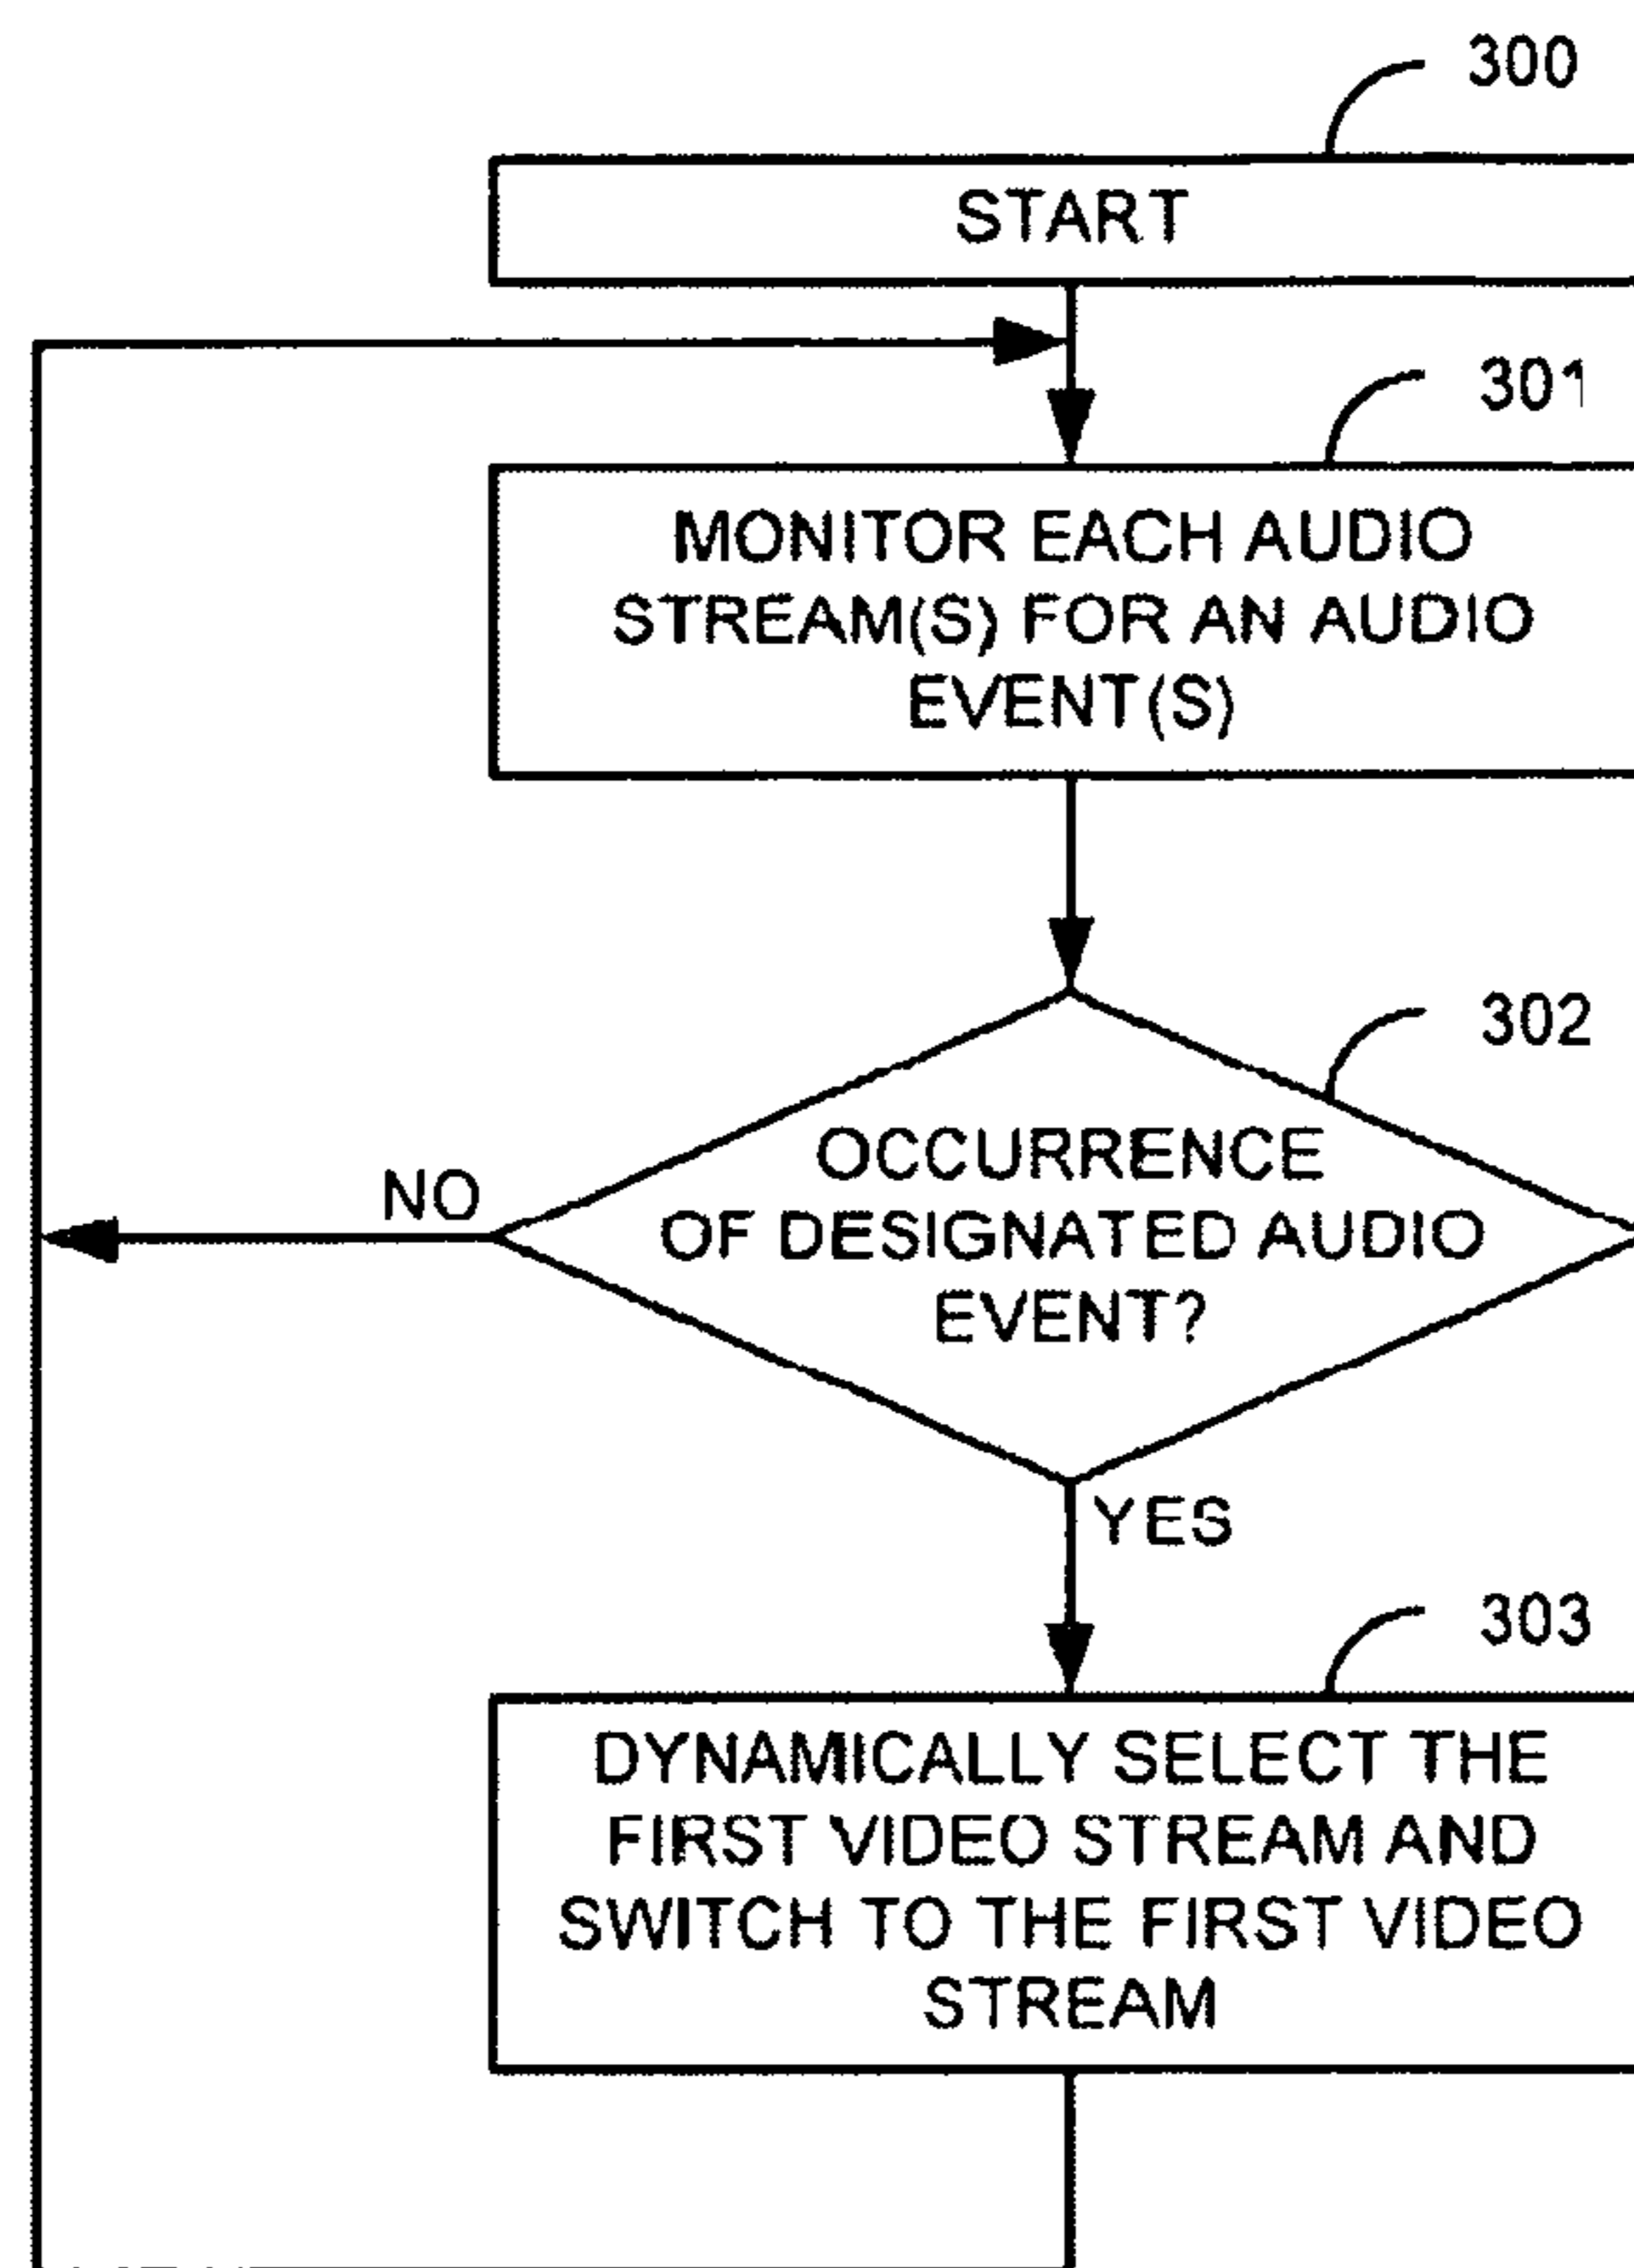 300
START
301
MONITOR EACH AUDIO
STREAM(S) FOR AN AUDIO
EVENT(S)
302
OCCURRENCE
OF DESIGNATED AUDIO
EVENT?
NO
YES
303
DYNAMICALLY SELECT THE
FIRST VIDEO STREAM AND
SWITCH TO THE FIRST VIDEO
STREAM